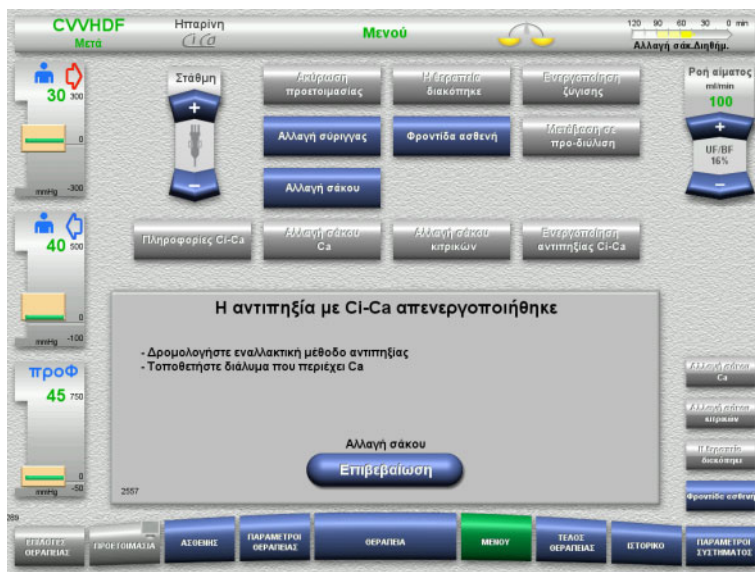 CVVHDF
Μετά
Ηπαρίνη
Ci Ca
Μενού
120 90 60 30 0 min
Αλλαγή σάκ.Διηθήμ.
30 300
0
mmHg -300
Στάθμη
Ακύρωση προετοιμασίας
Η θεραπεία διακόπηκε
Ενεργοποίηση ζύγισης
Αλλαγή σύριγγας
Φροντίδα ασθενή
Μετάβαση σε προ-διύλιση
Αλλαγή σάκου
Ροή αίματος
ml/min
100
UF/BF
16%
40 500
0
mmHg -100
Πληροφορίες Ci-Ca
Αλλαγή σάκου Ca
Αλλαγή σάκου κιτρικών
Ενεργοποίηση αντιπηξίας Ci-Ca
Η αντιπηξία με Ci-Ca απενεργοποιήθηκε
- Δρομολογήστε εναλλακτική μέθοδο αντιπηξίας
- Τοποθετήστε διάλυμα που περιέχει Ca
Αλλαγή σάκου
Επιβεβαίωση
2557
προΦ
45 750
0
mmHg -50
Αλλαγή σάκου Ca
Αλλαγή σάκου κιτρικών
Η θεραπεία διακόπηκε
Φροντίδα ασθενή
ΕΠΙΛΟΓΕΣ ΘΕΡΑΠΕΙΑΣ
ΠΡΟΕΤΟΙΜΑΣΙΑ
ΑΣΘΕΝΗΣ
ΠΑΡΑΜΕΤΡΟΙ ΘΕΡΑΠΕΙΑΣ
ΘΕΡΑΠΕΙΑ
ΜΕΝΟΥ
ΤΕΛΟΣ ΘΕΡΑΠΕΙΑΣ
ΙΣΤΟΡΙΚΟ
ΠΑΡΑΜΕΤΡΟΙ ΣΥΣΤΗΜΑΤΟΣ